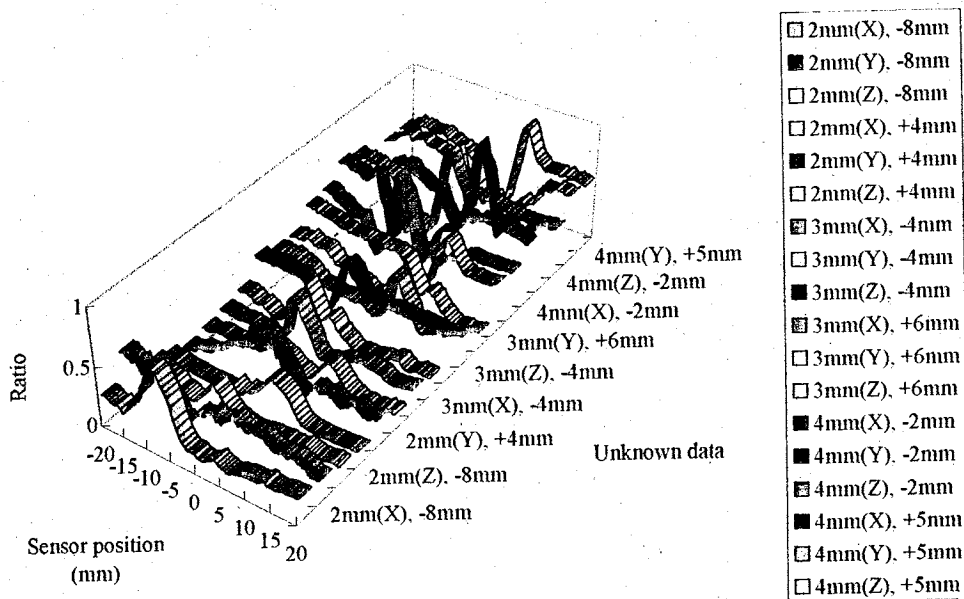 1
0.5
0
Ratio
-20
-15
-10
-5
0
5
10
15
20
Sensor position
(mm)
4mm(Y), +5mm
4mm(Z), -2mm
4mm(X), -2mm
3mm(Y), +6mm
3mm(Z), -4mm
3mm(X), -4mm
2mm(Y), +4mm
2mm(Z), -8mm
2mm(X), -8mm
Unknown data
2mm(X), -8mm
2mm(Y), -8mm
2mm(Z), -8mm
2mm(X), +4mm
2mm(Y), +4mm
2mm(Z), +4mm
3mm(X), -4mm
3mm(Y), -4mm
3mm(Z), -4mm
3mm(X), +6mm
3mm(Y), +6mm
3mm(Z), +6mm
4mm(X), -2mm
4mm(Y), -2mm
4mm(Z), -2mm
4mm(X), +5mm
4mm(Y), +5mm
4mm(Z), +5mm